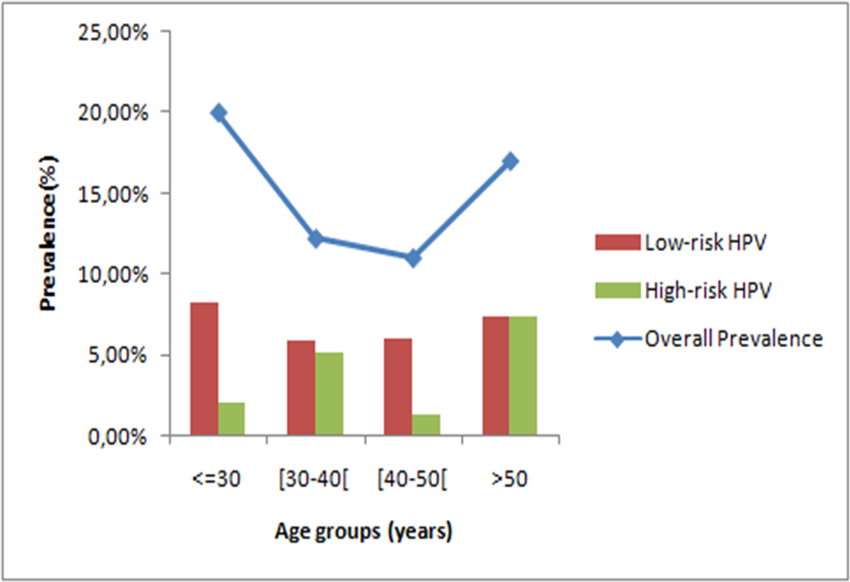 25,00%
20,00%
15,00%
10,00%
5,00%
0,00%
Prevalence(%)
<=30
[30-40[
[40-50[
>50
Age groups (years)
Low-risk HPV
High-risk HPV
Overall Prevalence